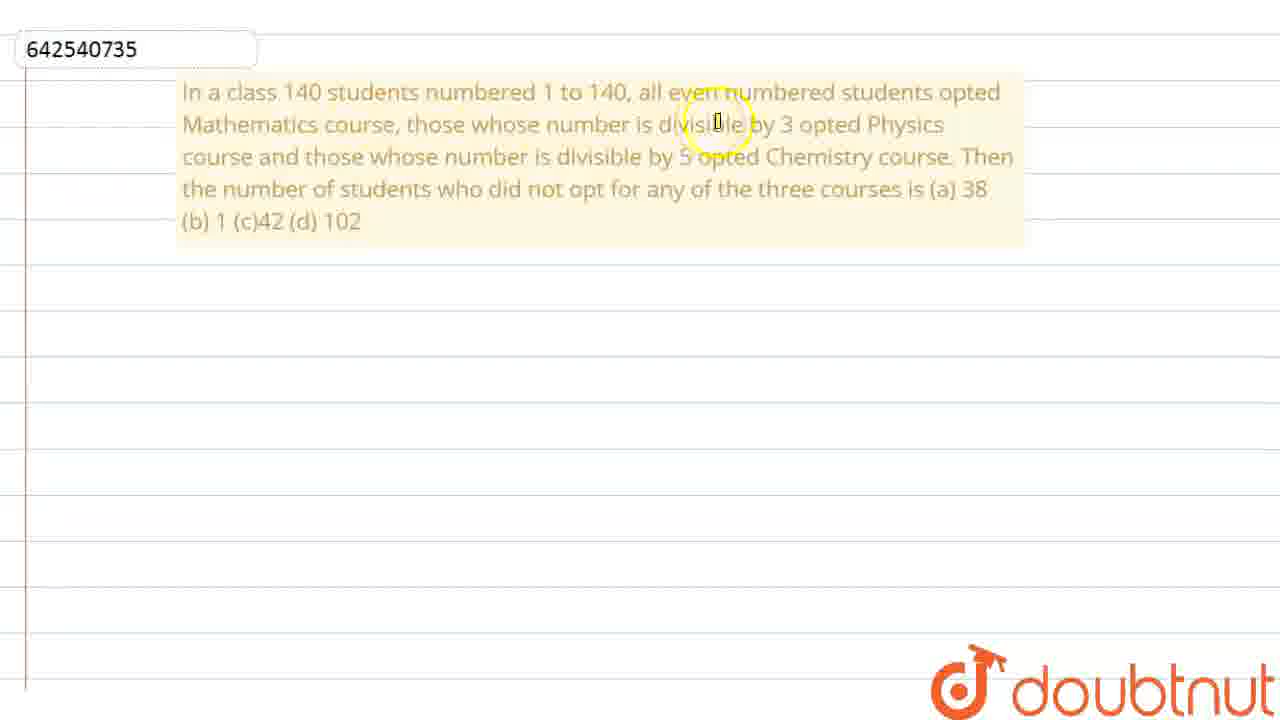 642540735
In a class 140 students numbered 1 to 140, all even numbered students opted
Mathematics course, those whose number is divisible by 3 opted Physics
course and those whose number is divisible by 5 opted Chemistry course. Then
the number of students who did not opt for any of the three courses is (a) 38
(b) 1 (c)42 (d) 102
doubtnut